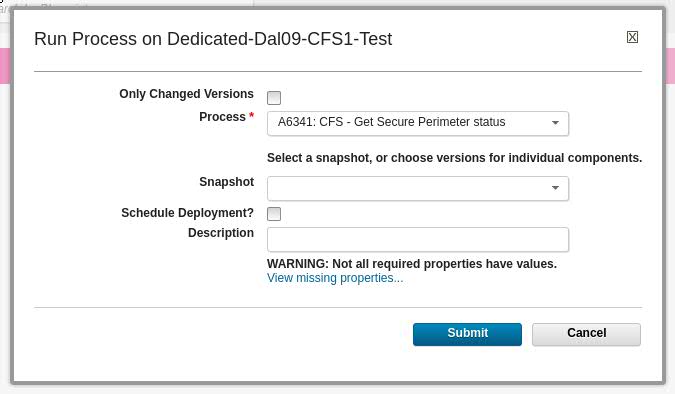 Run Process on Dedicated-Dal09-CFS1-Test
Only Changed Versions
Process *
A6341: CFS - Get Secure Perimeter status
Select a snapshot, or choose versions for individual components.
Snapshot
Schedule Deployment?
Description
WARNING: Not all required properties have values.
View missing properties...
Submit
Cancel